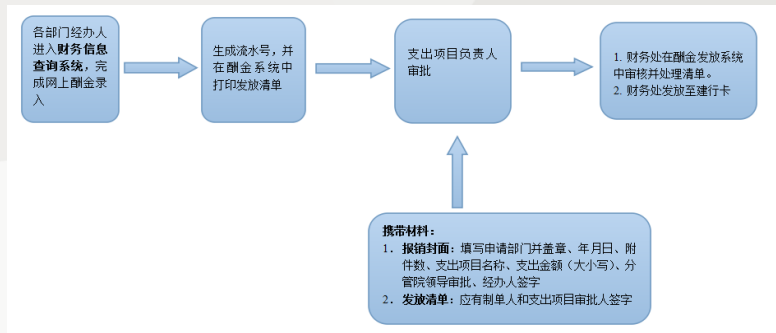 各部门经办人
进入财务信息
查询系统，完
成网上酬金录
入
生成流水号，并
在酬金系统中
打印发放清单
支出项目负责人
审批
1. 财务处在酬金发放系统
中审核并处理清单。
2. 财务处发放至建行卡
携带材料：
1. 报销封面：填写申请部门并盖章、年月日、附
件数、支出项目名称、支出金额（大小写）、分
管院领导审批、经办人签字
2. 发放清单：应有制单人和支出项目审批人签字